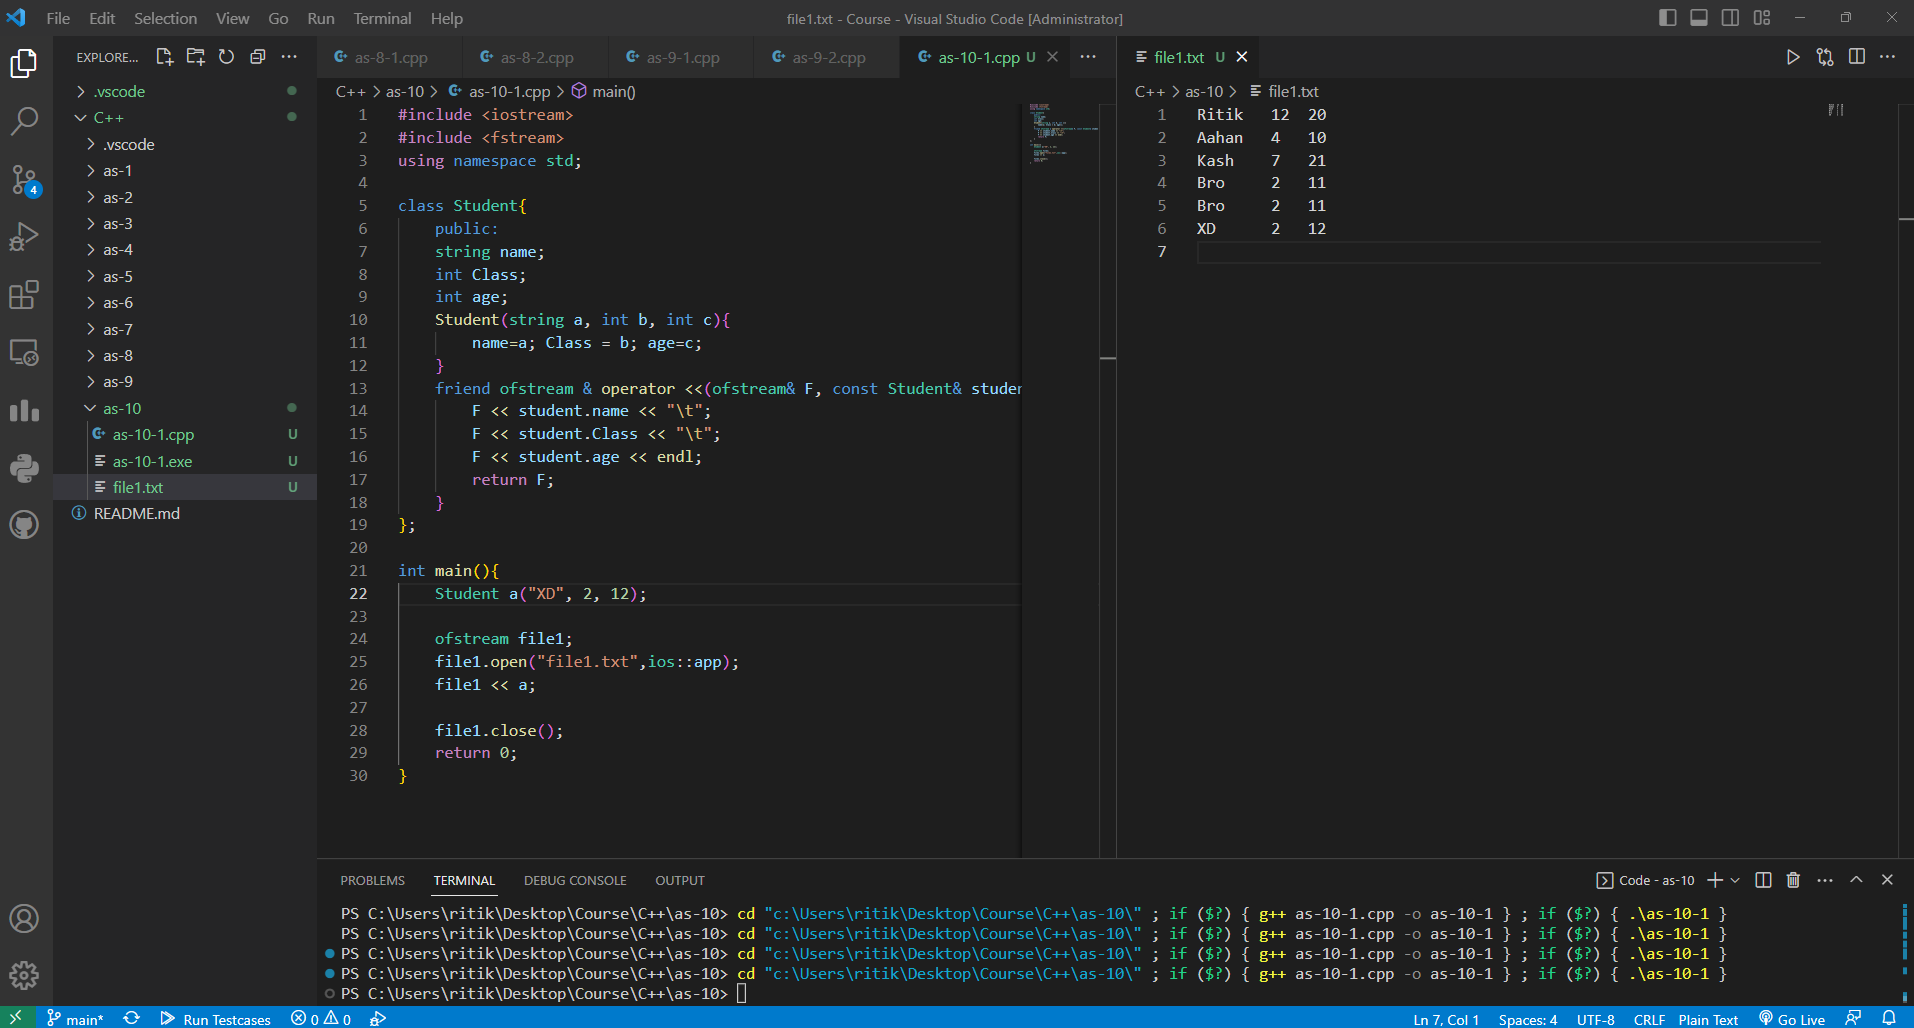 File Edit Selection View Go Run Terminal Help
file1.txt - Course - Visual Studio Code [Administrator]
EXPLORE...
.vscode
C++
.vscode
as-1
as-2
as-3
as-4
as-5
as-6
as-7
as-8
as-9
as-10
as-10-1.cpp U
as-10-1.exe U
file1.txt U
README.md
4
as-8-1.cpp as-8-2.cpp as-9-1.cpp as-9-2.cpp as-10-1.cpp U
C++ > as-10 > as-10-1.cpp > main()
1 #include <iostream>
2 #include <fstream>
3 using namespace std;
4
5 class Student{
6 public:
7 string name;
8 int Class;
9 int age;
10 Student(string a, int b, int c){
11 name=a; Class = b; age=c;
12 }
13 friend ofstream & operator <<(ofstream& F, const Student& studen
14 F << student.name << "\t";
15 F << student.Class << "\t";
16 F << student.age << endl;
17 return F;
18 }
19 };
20
21 int main(){
22 Student a("XD", 2, 12);
23
24 ofstream file1;
25 file1.open("file1.txt",ios::app);
26 file1 << a;
27
28 file1.close();
29 return 0;
30 }
file1.txt U
C++ > as-10 > file1.txt
1 Ritik 12 20
2 Aahan 4 10
3 Kash 7 21
4 Bro 2 11
5 Bro 2 11
6 XD 2 12
7
PROBLEMS TERMINAL DEBUG CONSOLE OUTPUT
Code - as-10
PS C:\Users\ritik\Desktop\Course\C++\as-10> cd "c:\Users\ritik\Desktop\Course\C++\as-10\" ; if ($?) { g++ as-10-1.cpp -o as-10-1 } ; if ($?) { .\as-10-1 }
PS C:\Users\ritik\Desktop\Course\C++\as-10> cd "c:\Users\ritik\Desktop\Course\C++\as-10\" ; if ($?) { g++ as-10-1.cpp -o as-10-1 } ; if ($?) { .\as-10-1 }
PS C:\Users\ritik\Desktop\Course\C++\as-10> cd "c:\Users\ritik\Desktop\Course\C++\as-10\" ; if ($?) { g++ as-10-1.cpp -o as-10-1 } ; if ($?) { .\as-10-1 }
PS C:\Users\ritik\Desktop\Course\C++\as-10> cd "c:\Users\ritik\Desktop\Course\C++\as-10\" ; if ($?) { g++ as-10-1.cpp -o as-10-1 } ; if ($?) { .\as-10-1 }
PS C:\Users\ritik\Desktop\Course\C++\as-10>
main* Run Testcases 0 0 Ln 7, Col 1 Spaces: 4 UTF-8 CRLF Plain Text Go Live